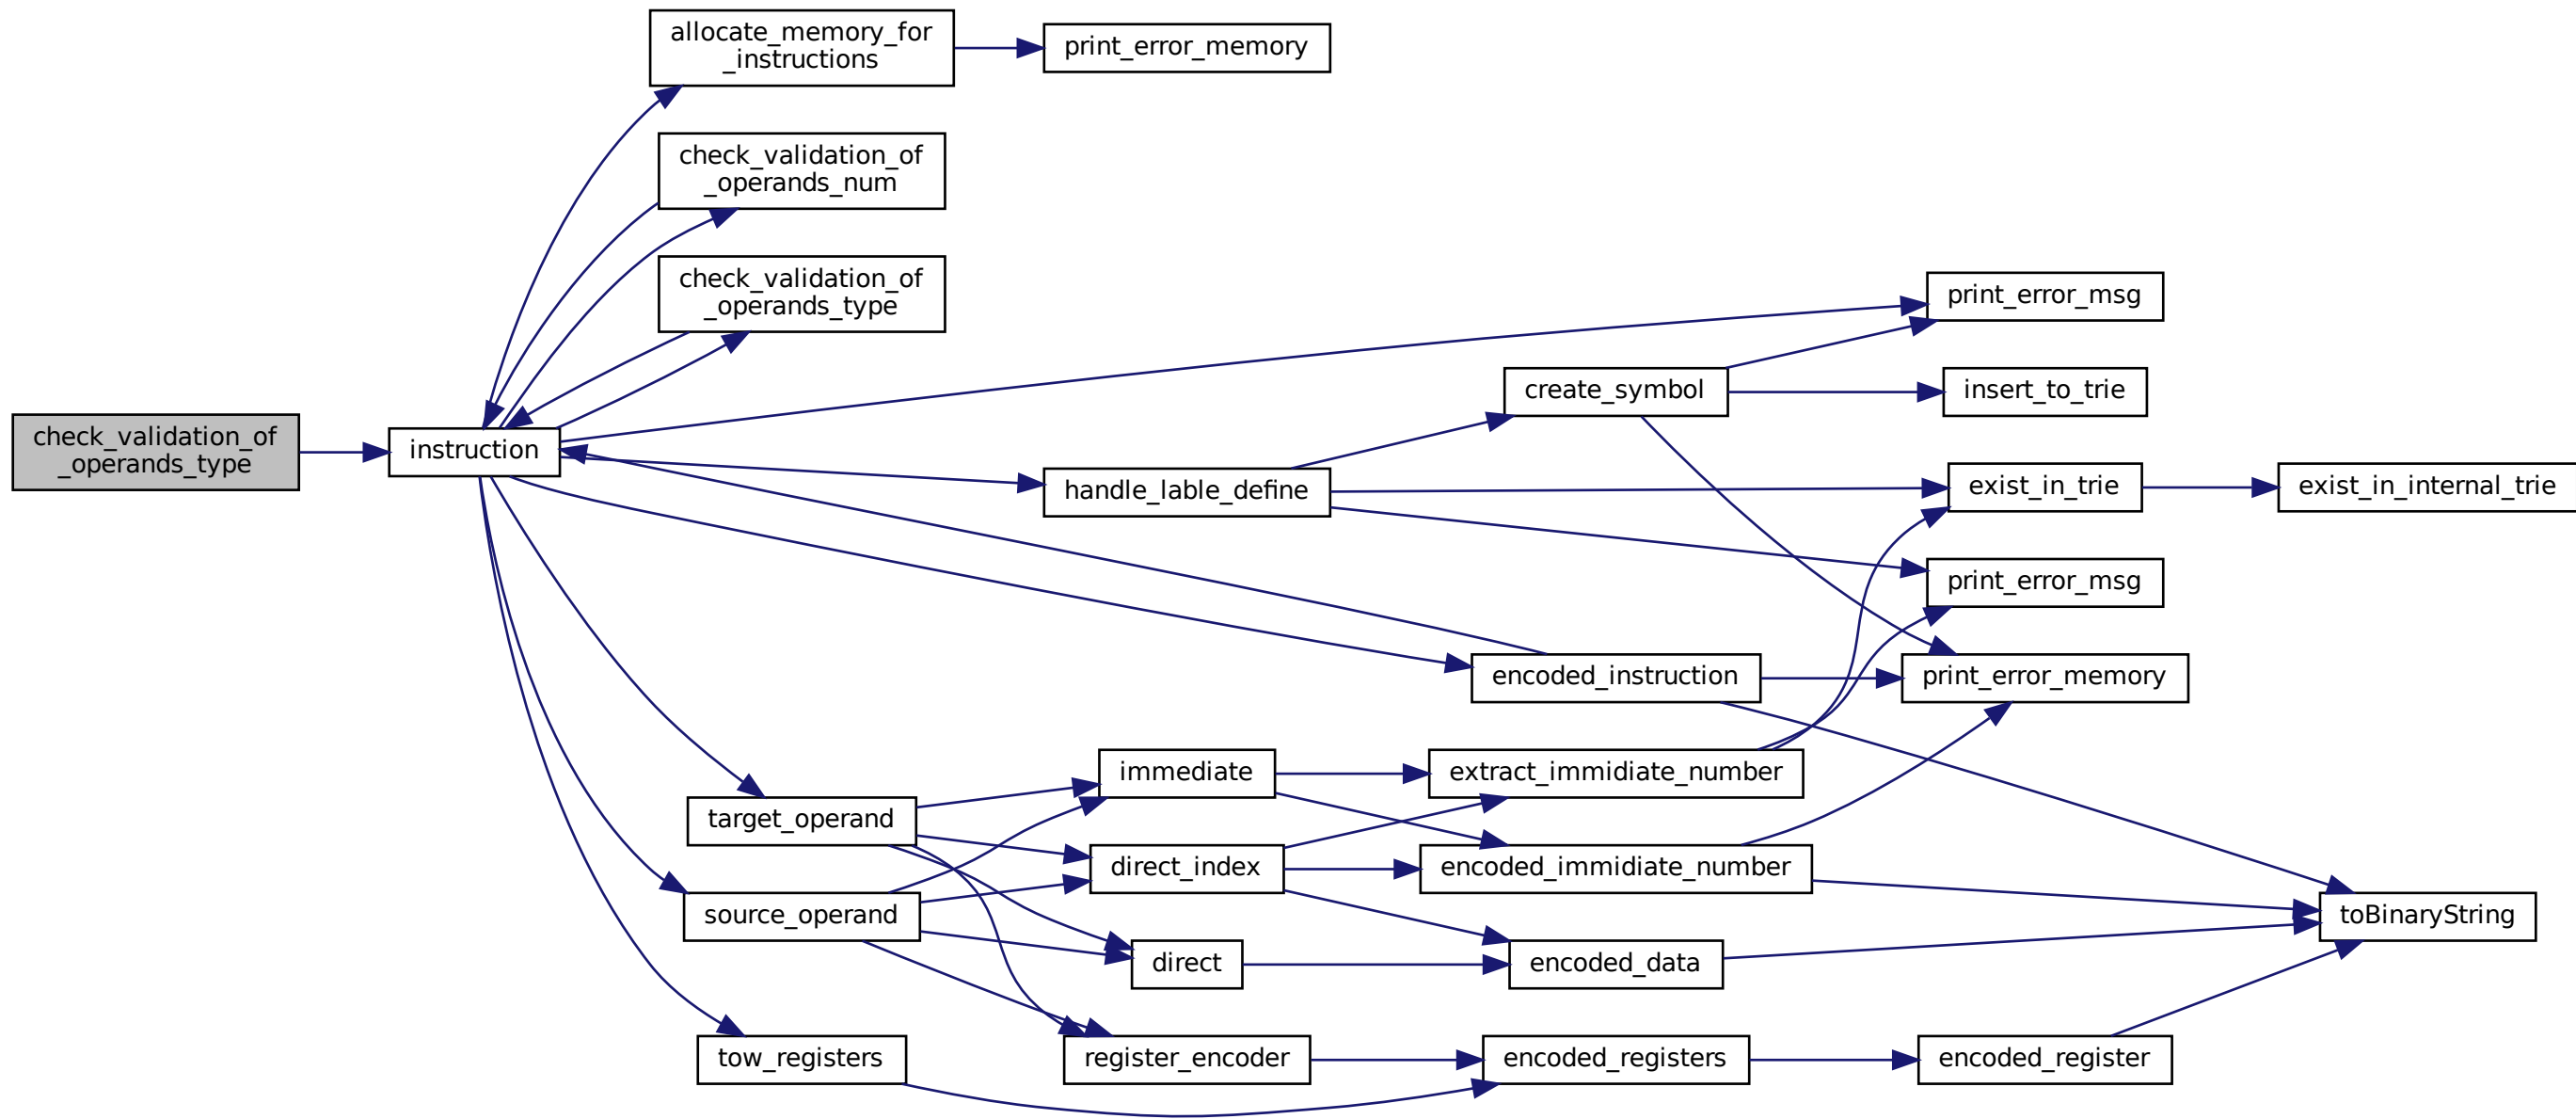 allocate_memory_for
_instructions
print_error_memory
check_validation_of
_operands_num
check_validation_of
_operands_type
print_error_msg
create_symbol
insert_to_trie
check_validation_of
_operands_type
instruction
handle_lable_define
exist_in_trie
exist_in_internal_trie
print_error_msg
encoded_instruction
print_error_memory
immediate
extract_immidiate_number
target_operand
direct_index
encoded_immidiate_number
source_operand
toBinaryString
direct
encoded_data
tow_registers
register_encoder
encoded_registers
encoded_register